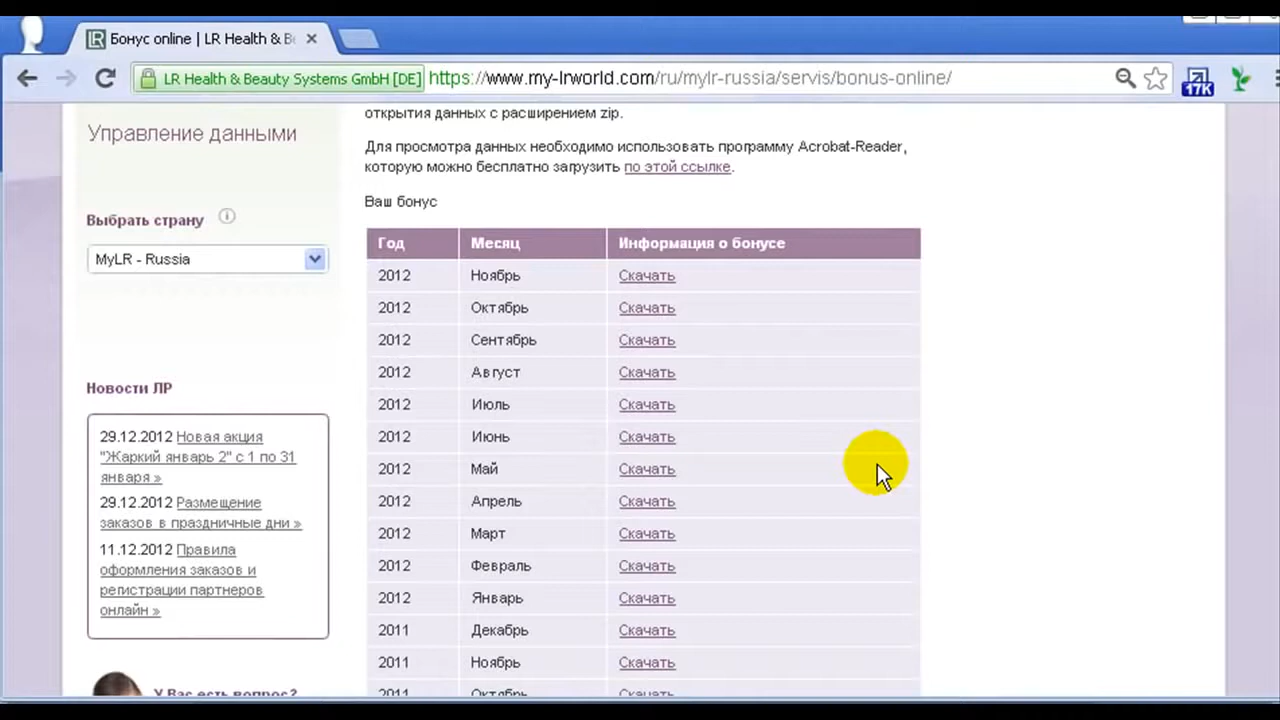 Бонус online | LR Health & Be
LR Health & Beauty Systems GmbH [DE]
https://www.my-lrworld.com/ru/mylr-russia/servis/bonus-online/
17K
Управление данными
Выбрать страну
MyLR - Russia
Новости ЛР
29.12.2012 Новая акция
"Жаркий январь 2" с 1 по 31
января »
29.12.2012 Размещение
заказов в праздничные дни »
11.12.2012 Правила
оформления заказов и
регистрации партнеров
онлайн »
У Вас есть вопрос?
открытия данных с расширением zip.
Для просмотра данных необходимо использовать программу Acrobat-Reader,
которую можно бесплатно загрузить по этой ссылке.
Ваш бонус
Год Месяц Информация о бонусе
2012 Ноябрь Скачать
2012 Октябрь Скачать
2012 Сентябрь Скачать
2012 Август Скачать
2012 Июль Скачать
2012 Июнь Скачать
2012 Май Скачать
2012 Апрель Скачать
2012 Март Скачать
2012 Февраль Скачать
2012 Январь Скачать
2011 Декабрь Скачать
2011 Ноябрь Скачать
2011 Октябрь Скачать